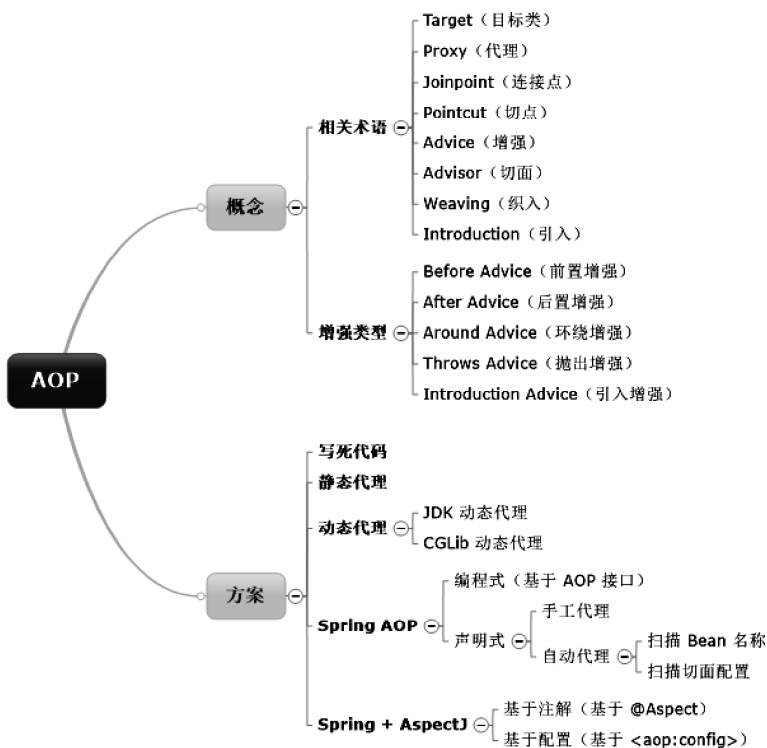 AOP
概念
相关术语
Target（目标类）
Proxy（代理）
Joinpoint（连接点）
Pointcut（切点）
Advice（增强）
Advisor（切面）
Weaving（织入）
Introduction（引入）
增强类型
Before Advice（前置增强）
After Advice（后置增强）
Around Advice（环绕增强）
Throws Advice（抛出增强）
Introduction Advice（引入增强）
方案
写死代码
静态代理
动态代理
JDK 动态代理
CGLib 动态代理
Spring AOP
编程式（基于 AOP 接口）
声明式
手工代理
自动代理
扫描 Bean 名称
扫描切面配置
Spring + AspectJ
基于注解（基于 @Aspect）
基于配置（基于 <aop:config>）